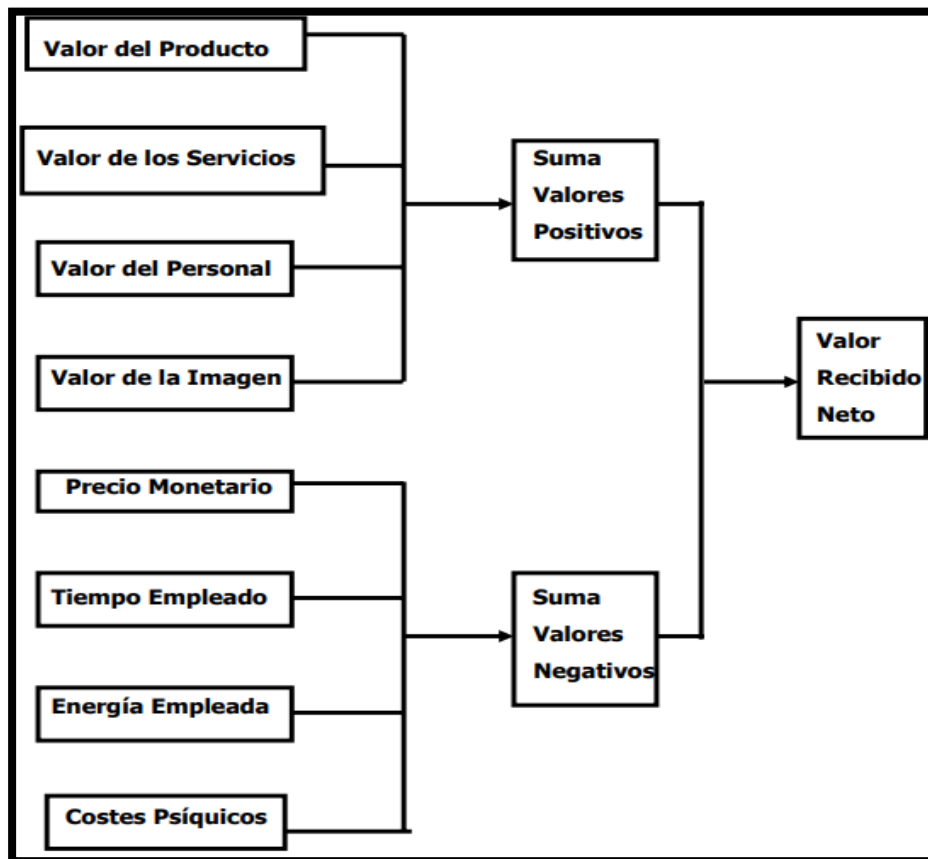 Valor del Producto
Valor de los Servicios
Valor del Personal
Valor de la Imagen
Precio Monetario
Tiempo Empleado
Energía Empleada
Costes Psíquicos
Suma
Valores
Positivos
Suma
Valores
Negativos
Valor
Recibido
Neto